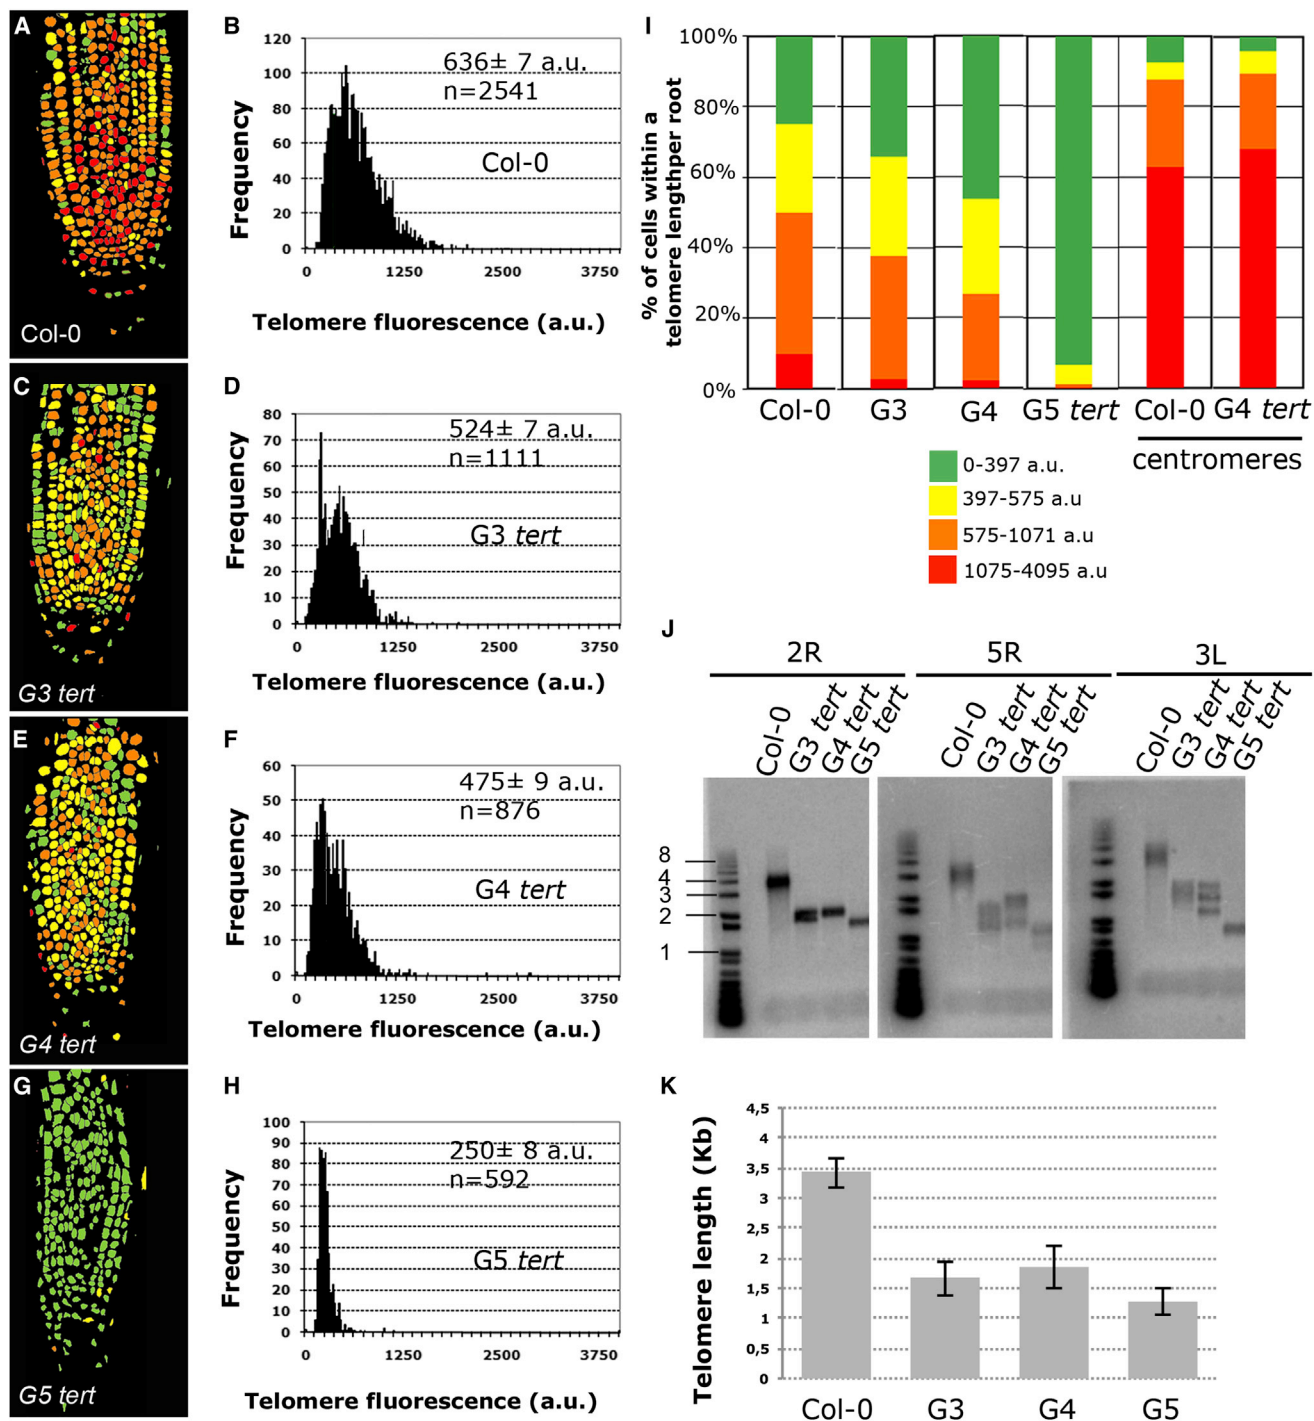 A
Col-0
B
120
100
80
60
40
20
0
Frequency
636± 7 a.u.
n=2541
Col-0
0 1250 2500 3750
Telomere fluorescence (a.u.)
C
G3 tert
D
80
70
60
50
40
30
20
10
0
Frequency
524± 7 a.u.
n=1111
G3 tert
0 1250 2500 3750
Telomere fluorescence (a.u.)
E
G4 tert
F
60
50
40
30
20
10
0
Frequency
475± 9 a.u.
n=876
G4 tert
0 1250 2500 3750
Telomere fluorescence (a.u.)
G
G5 tert
H
100
90
80
70
60
50
40
30
20
10
0
Frequency
250± 8 a.u.
n=592
G5 tert
0 1250 2500 3750
Telomere fluorescence (a.u.)
I
% of cells within a
telomere lengthper root
100%
80%
60%
40%
20%
0%
Col-0 G3 G4 G5 tert Col-0 G4 tert
centromeres
0-397 a.u.
397-575 a.u
575-1071 a.u
1075-4095 a.u
J
2R 5R 3L
Col-0 G3 tert G4 tert G5 tert
Col-0 G3 tert G4 tert G5 tert
Col-0 G3 tert G4 tert G5 tert
8
4
3
2
1
K
Telomere length (Kb)
4,5
4
3,5
3
2,5
2
1,5
1
0,5
0
Col-0 G3 G4 G5